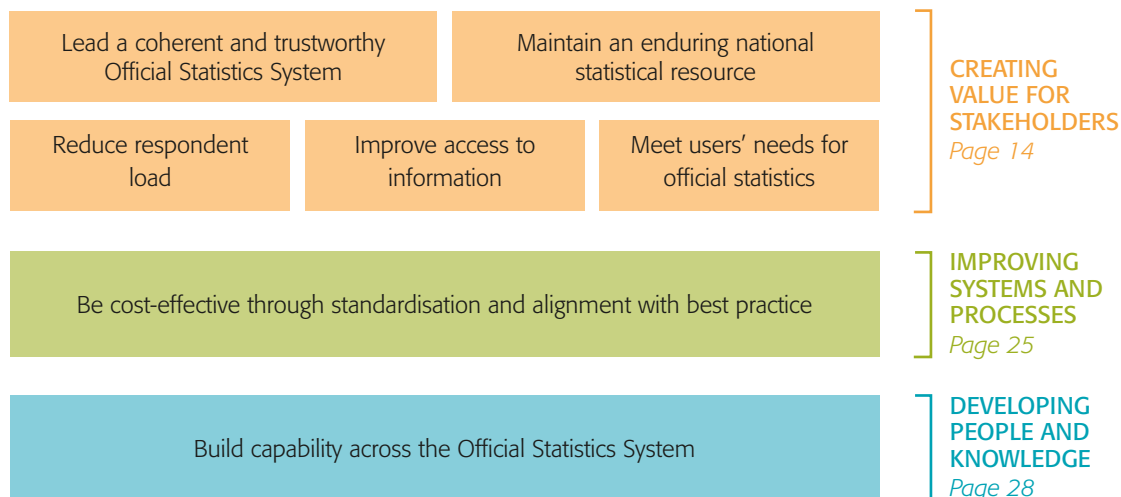 Lead a coherent and trustworthy
Official Statistics System
Maintain an enduring national
statistical resource
Reduce respondent
load
Improve access to
information
Meet users’ needs for
official statistics
CREATING
VALUE FOR
STAKEHOLDERS
Page 14
Be cost-effective through standardisation and alignment with best practice
IMPROVING
SYSTEMS AND
PROCESSES
Page 25
Build capability across the Official Statistics System
DEVELOPING
PEOPLE AND
KNOWLEDGE
Page 28